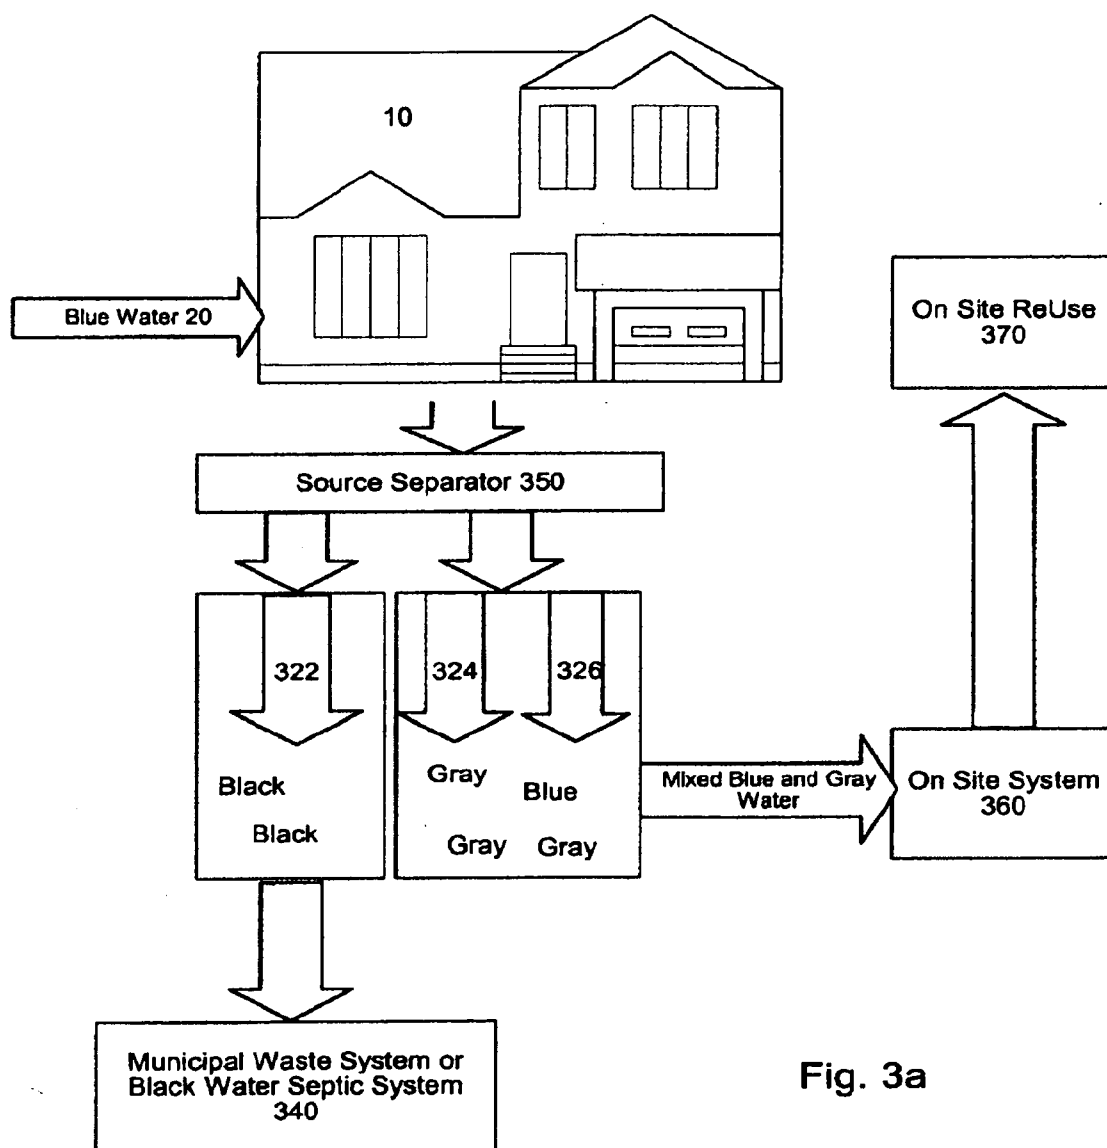 10
Blue Water 20
On Site ReUse
370
Source Separator 350
322
324
326
Black
Black
Gray
Blue
Gray
Gray
Mixed Blue and Gray
Water
On Site System
360
Municipal Waste System or
Black Water Septic System
340
Fig. 3a